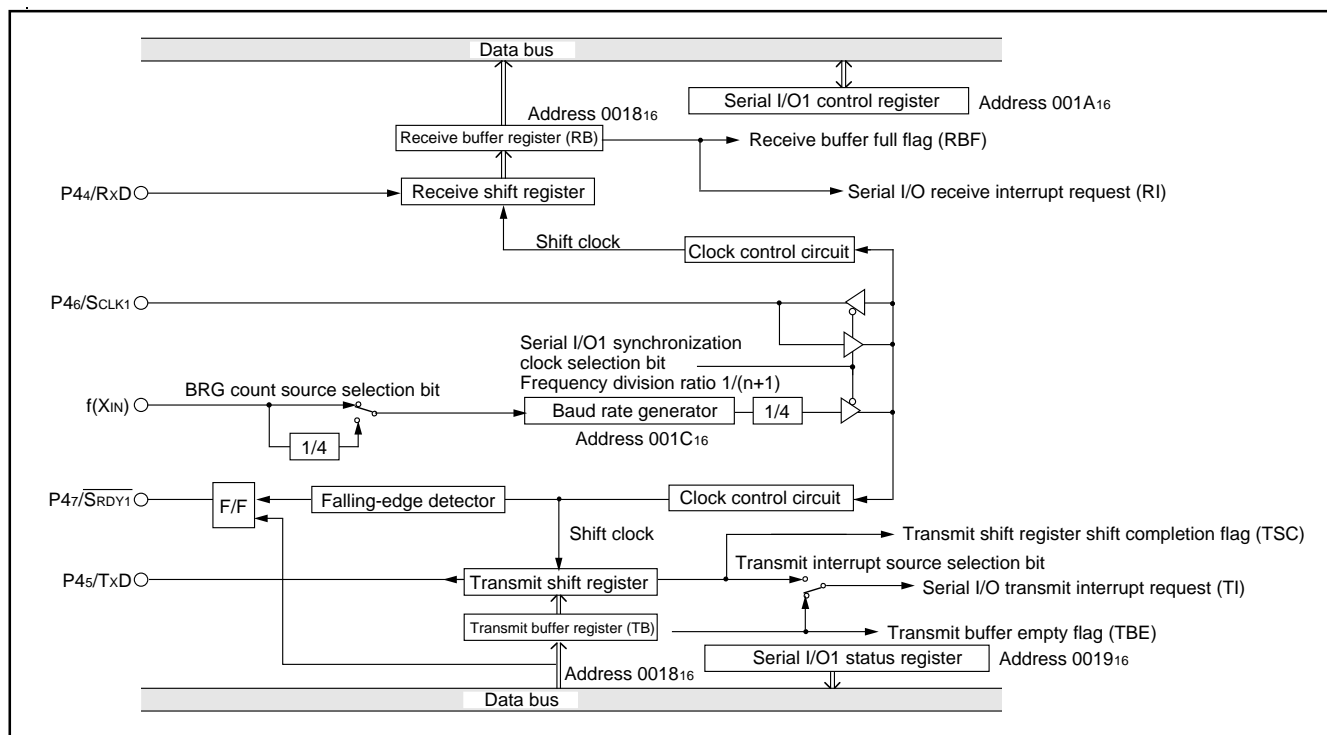 Data bus
Serial I/O1 control register
Address 001A16
Address 001816
Receive buffer register (RB)
Receive buffer full flag (RBF)
P44/RXD
Receive shift register
Serial I/O receive interrupt request (RI)
Shift clock
Clock control circuit
P46/SCLK1
Serial I/O1 synchronization
clock selection bit
Frequency division ratio 1/(n+1)
BRG count source selection bit
f(XIN)
Baud rate generator
1/4
1/4
Address 001C16
P47/SRDY1
F/F
Falling-edge detector
Clock control circuit
Shift clock
Transmit shift register shift completion flag (TSC)
Transmit interrupt source selection bit
P45/TXD
Transmit shift register
Serial I/O transmit interrupt request (TI)
Transmit buffer register (TB)
Transmit buffer empty flag (TBE)
Serial I/O1 status register
Address 001916
Address 001816
Data bus